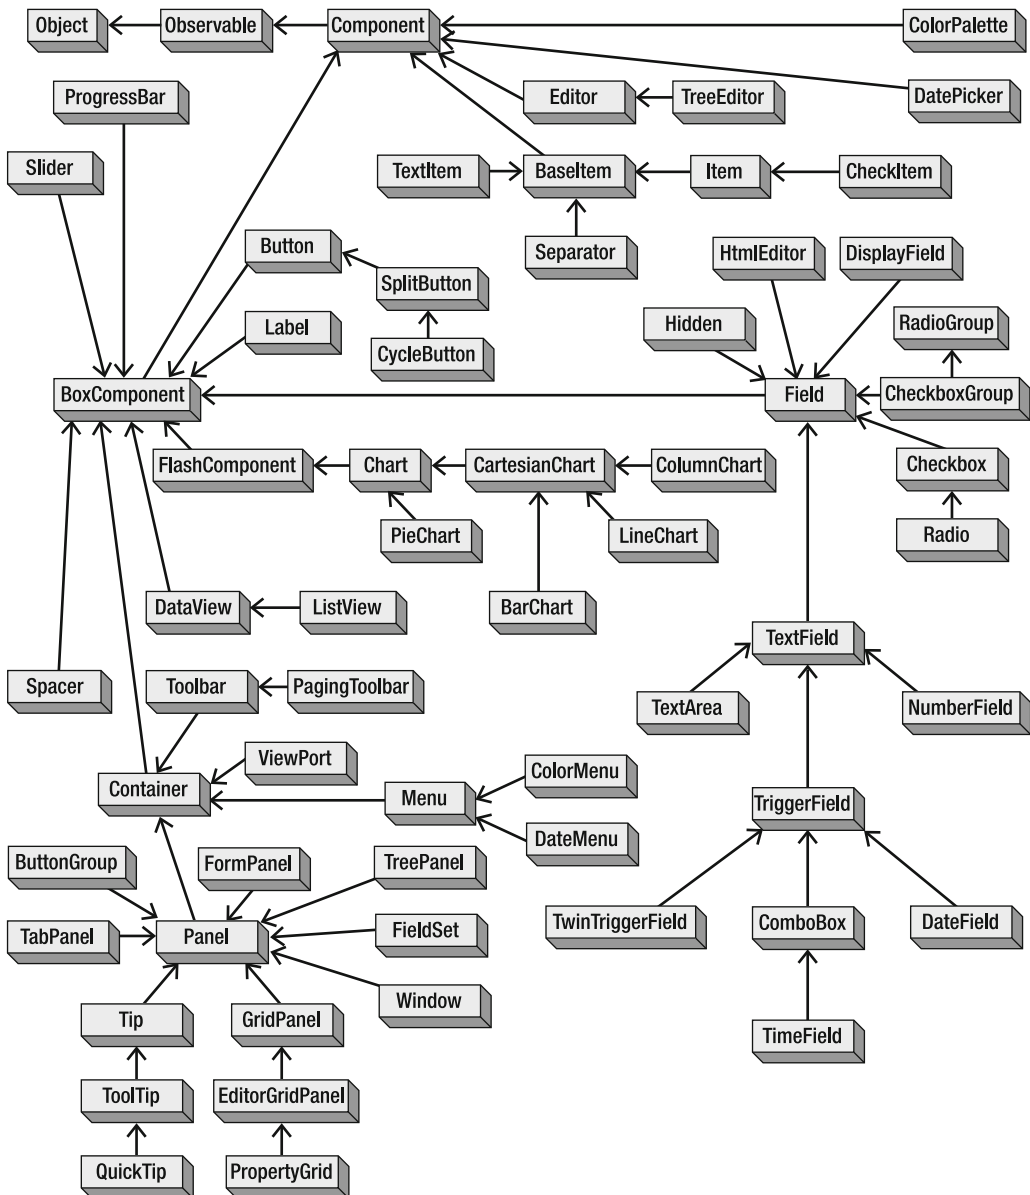 Object
Observable
Component
ColorPalette
ProgressBar
Editor
TreeEditor
DatePicker
Slider
TextItem
BaseItem
Item
CheckItem
Button
Separator
HtmlEditor
DisplayField
SplitButton
Label
Hidden
RadioGroup
CycleButton
BoxComponent
Field
CheckboxGroup
FlashComponent
Chart
CartesianChart
ColumnChart
Checkbox
PieChart
LineChart
Radio
DataView
ListView
BarChart
TextField
Spacer
Toolbar
PagingToolbar
TextArea
NumberField
ViewPort
ColorMenu
Container
Menu
TriggerField
DateMenu
ButtonGroup
FormPanel
TreePanel
TabPanel
Panel
FieldSet
TwinTriggerField
ComboBox
DateField
Window
Tip
GridPanel
TimeField
ToolTip
EditorGridPanel
QuickTip
PropertyGrid